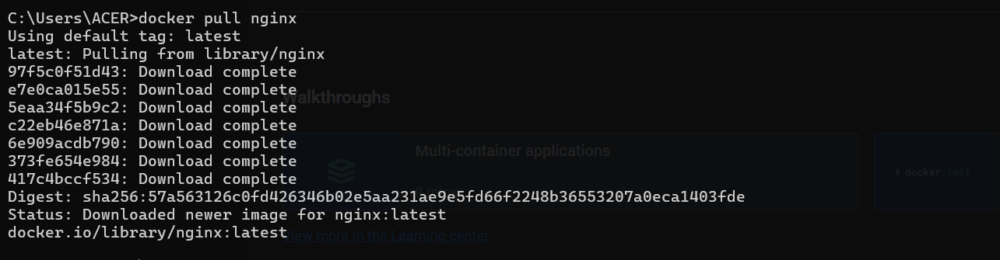 C:\Users\ACER>docker pull nginx
Using default tag: latest
latest: Pulling from library/nginx
97f5c0f51d43: Download complete
e7e0ca015e55: Download complete
5eaa34f5b9c2: Download complete
c22eb46e871a: Download complete
6e909acdb790: Download complete
373fe654e984: Download complete
417c4bccf534: Download complete
Digest: sha256:57a563126c0fd426346b02e5aa231ae9e5fd66f2248b36553207a0eca1403fde
Status: Downloaded newer image for nginx:latest
docker.io/library/nginx:latest
Walkthroughs
Multi-container applications
$ docker init
View more in the Learning center